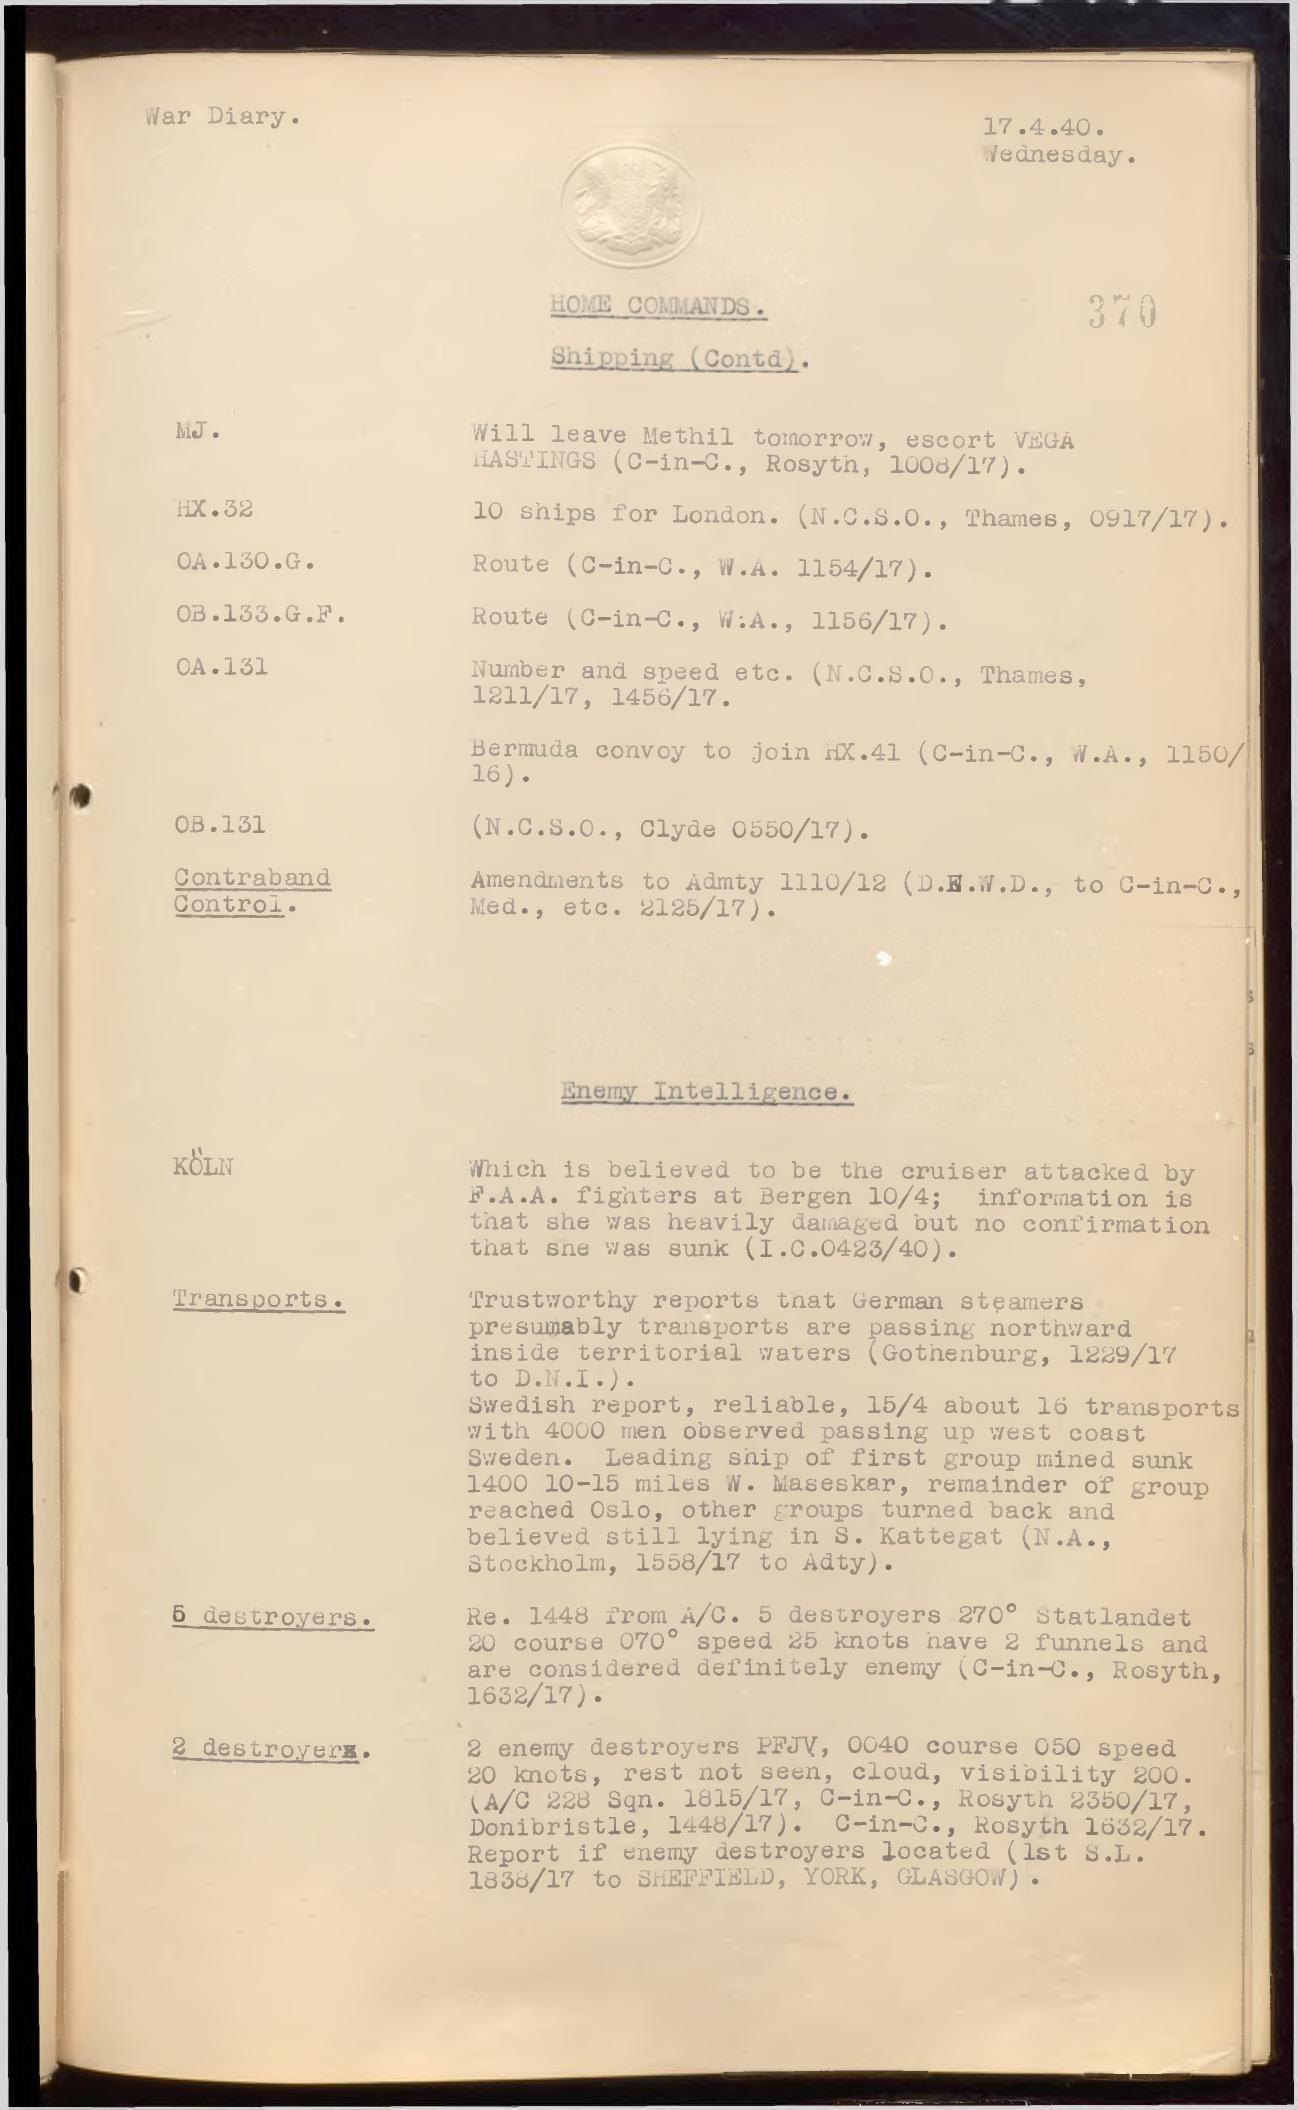 War Diary.
17.4.40.
Wednesday.
HOME COMMANDS.
370
Shipping (Contd).
MJ.
Will leave Methil tomorrow, escort VEGA
HASTINGS (C-in-C., Rosyth, 1008/17).
HX.32
10 ships for London. (N.C.S.O., Thames, 0917/17).
OA.130.G.
Route (C-in-C., W.A. 1154/17).
OB.133.G.F.
Route (C-in-C., W.A., 1156/17).
OA.131
Number and speed etc. (N.C.S.O., Thames,
1211/17, 1456/17.
Bermuda convoy to join HX.41 (C-in-C., W.A., 1150/
16).
OB.131
(N.C.S.O., Clyde 0550/17).
Contraband
Control.
Amendments to Admty 1110/12 (D.E.W.D., to C-in-C.,
Med., etc. 2125/17).
Enemy Intelligence.
KÖLN
Which is believed to be the cruiser attacked by
F.A.A. fighters at Bergen 10/4; information is
that she was heavily damaged but no confirmation
that she was sunk (I.C.0423/40).
Transports.
Trustworthy reports that German steamers
presumably transports are passing northward
inside territorial waters (Gothenburg, 1229/17
to D.N.I.).
Swedish report, reliable, 15/4 about 16 transports
with 4000 men observed passing up west coast
Sweden. Leading ship of first group mined sunk
1400 10-15 miles W. Maseskar, remainder of group
reached Oslo, other groups turned back and
believed still lying in S. Kattegat (N.A.,
Stockholm, 1558/17 to Adty).
5 destroyers.
Re. 1448 from A/C. 5 destroyers 270° Statlandet
20 course 070° speed 25 knots have 2 funnels and
are considered definitely enemy (C-in-C., Rosyth,
1632/17).
2 destroyers.
2 enemy destroyers PFJV, 0040 course 050 speed
20 knots, rest not seen, cloud, visibility 200.
(A/C 228 Sqn. 1815/17, C-in-C., Rosyth 2350/17,
Donibristle, 1448/17). C-in-C., Rosyth 1632/17.
Report if enemy destroyers located (1st S.L.
1838/17 to SHEFFIELD, YORK, GLASGOW).